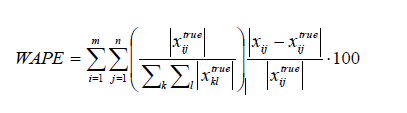 WAPE = \sum_{i=1}^{m} \sum_{j=1}^{n} \left( \frac{|x_{ij}^{true}|}{\sum_k \sum_l |x_{kl}^{true}|} \right) \frac{|x_{ij} - x_{ij}^{true}|}{|x_{ij}^{true}|} \cdot 100